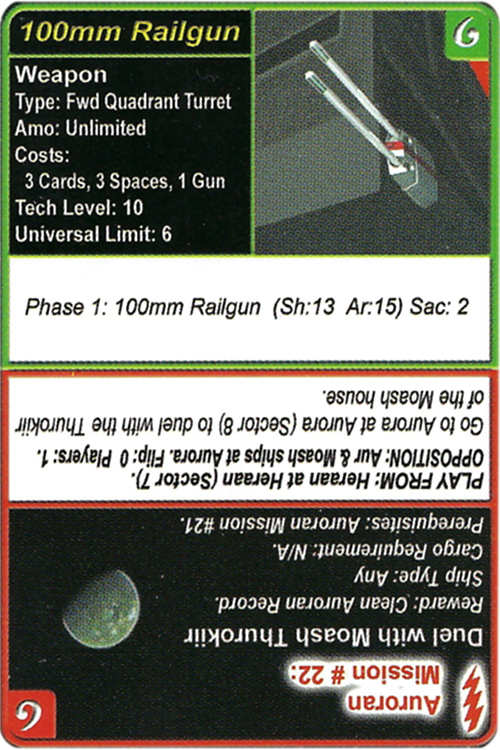 100mm Railgun
G
Weapon
Type: Fwd Quadrant Turret
Amo: Unlimited
Costs:
3 Cards, 3 Spaces, 1 Gun
Tech Level: 10
Universal Limit: 6
Phase 1: 100mm Railgun (Sh:13 Ar:15) Sac: 2
Auroran
Mission # 22:
Duel with Moash Thurokiir
Reward: Clean Auroran Record.
Ship Type: Any
Cargo Requirement: N/A.
Prerequisites: Auroran Mission #21.
PLAY FROM: Heraan at Heraan (Sector 7).
OPPOSITION: Aur & Moash ships at Aurora. Flip: 0 Players: 1.
Go to Aurora at Aurora (Sector 8) to duel with the Thurokiir
of the Moash house.